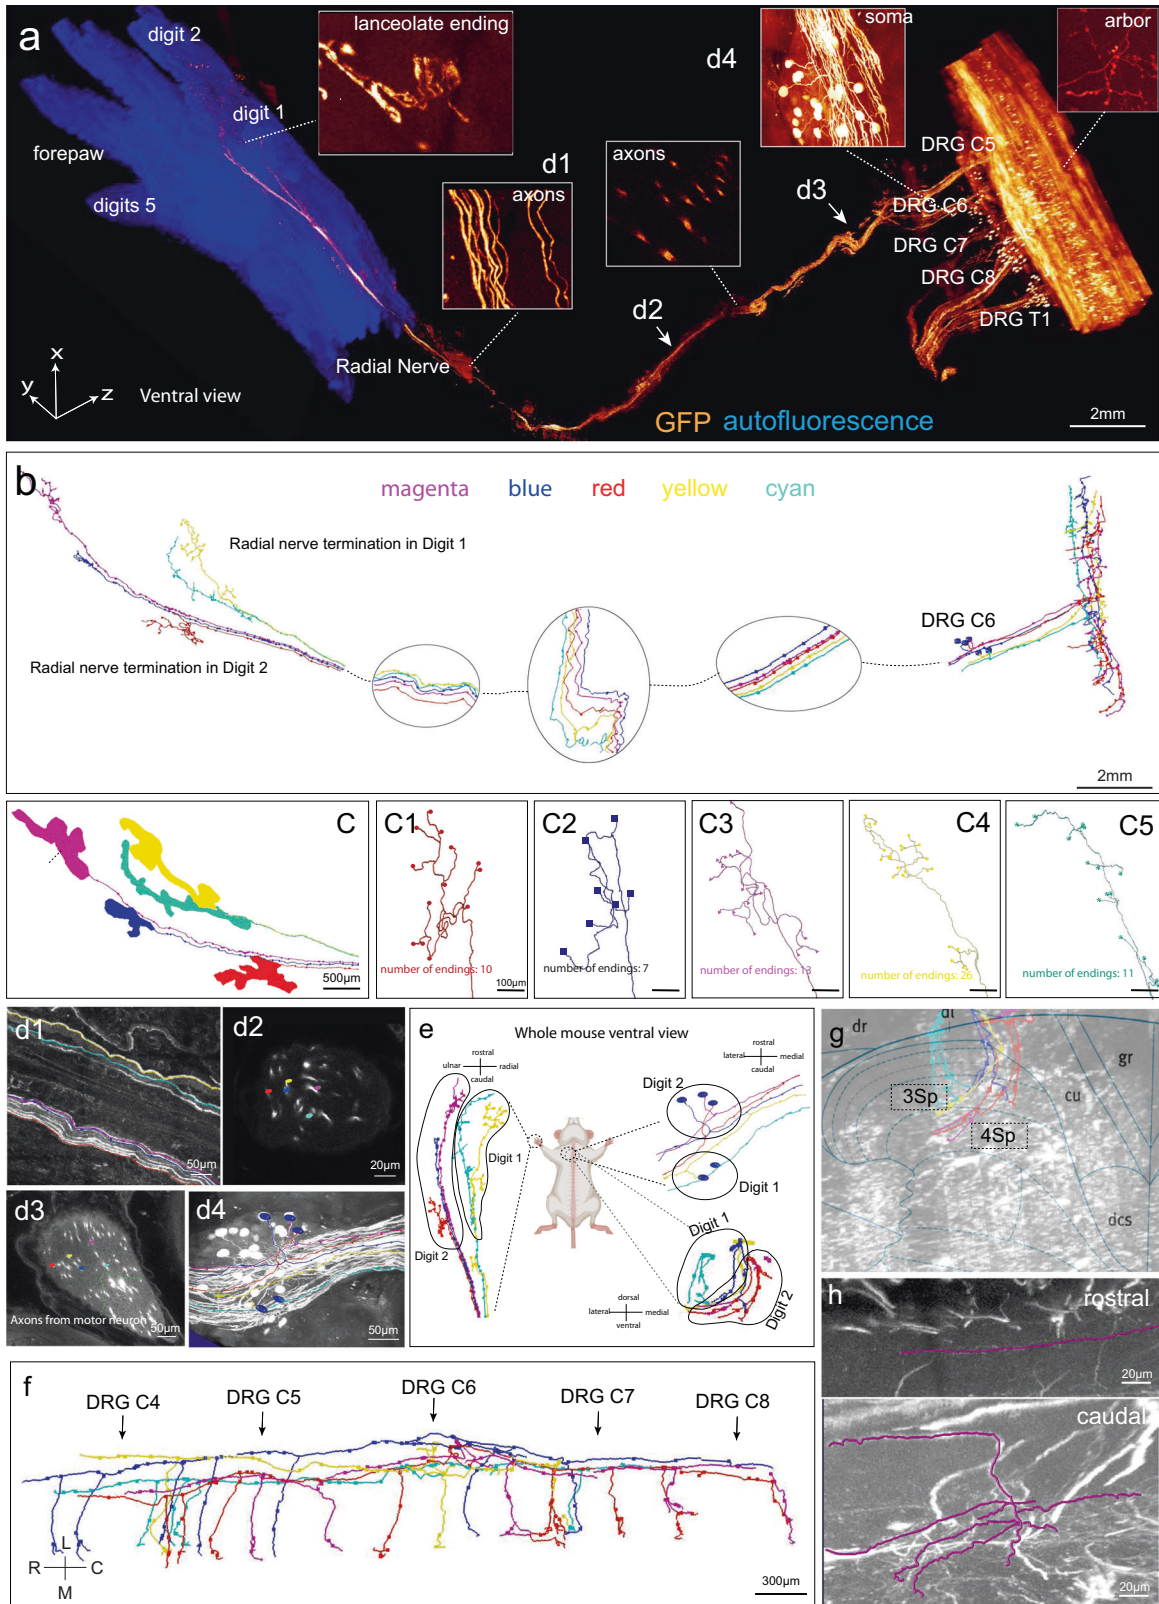 a
digit 2
lanceolate ending
soma
arbor
d4
digit 1
forepaw
digits 5
d1
axons
axons
d3
DRG C5
DRG C6
DRG C7
DRG C8
DRG T1
d2
Radial Nerve
x
y
z
Ventral view
GFP autofluorescence
2mm
b
magenta blue red yellow cyan
Radial nerve termination in Digit 1
DRG C6
Radial nerve termination in Digit 2
2mm
C
500µm
C1
number of endings: 10
100µm
C2
number of endings: 7
C3
number of endings: 13
C4
number of endings: 26
C5
number of endings: 11
d1
50µm
d2
20µm
d3
Axons from motor neuron
50µm
d4
50µm
e
Whole mouse ventral view
rostral
ulnar radial
caudal
rostral
lateral medial
caudal
Digit 2
Digit 1
Digit 1
Digit 2
Digit 1
Digit 2
dorsal
lateral medial
ventral
g
dr
dl
gr
3Sp
cu
4Sp
dcs
h
rostral
20µm
caudal
20µm
f
DRG C4
DRG C5
DRG C6
DRG C7
DRG C8
L
R C
M
300µm